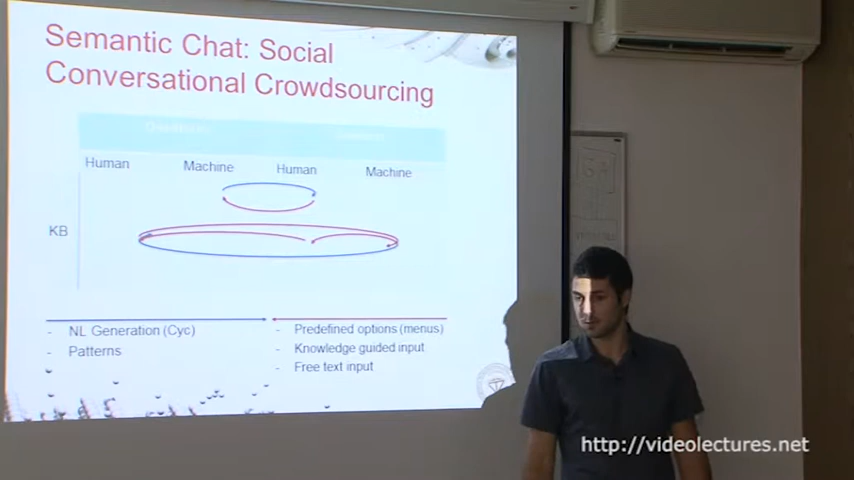 Semantic Chat: Social
Conversational Crowdsourcing
Human Machine Human Machine
KB
- NL Generation (Cyc)
- Patterns
-
- Predefined options (menus)
- Knowledge guided input
- Free text input
http://videolectures.net